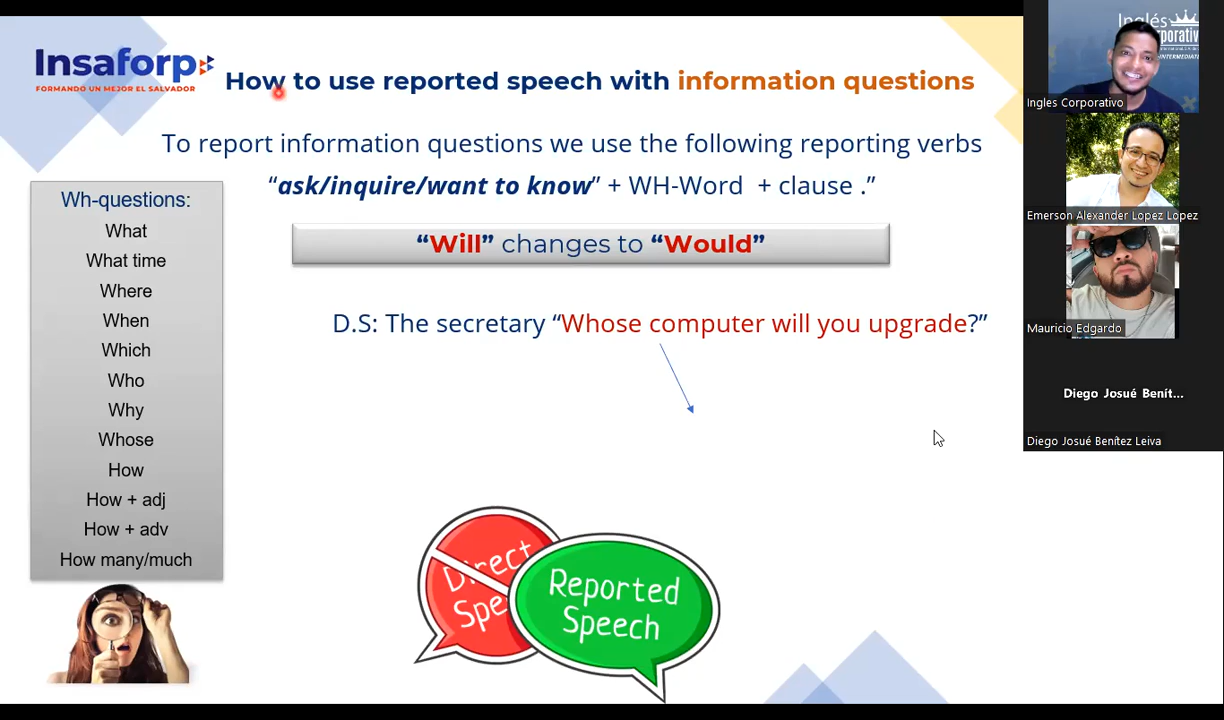 Insaforp
FORMANDO UN MEJOR EL SALVADOR
How to use reported speech with information questions
To report information questions we use the following reporting verbs
“ask/inquire/want to know” + WH-Word + clause .”
“Will” changes to “Would”
D.S: The secretary “Whose computer will you upgrade?”
Wh-questions:
What
What time
Where
When
Which
Who
Why
Whose
How
How + adj
How + adv
How many/much
Direct
Spe
Reported
Speech
Inglés
Ingles Corporativo
Emerson Alexander Lopez Lopez
Mauricio Edgardo
Diego Josué Benít...
Diego Josué Benítez Leiva